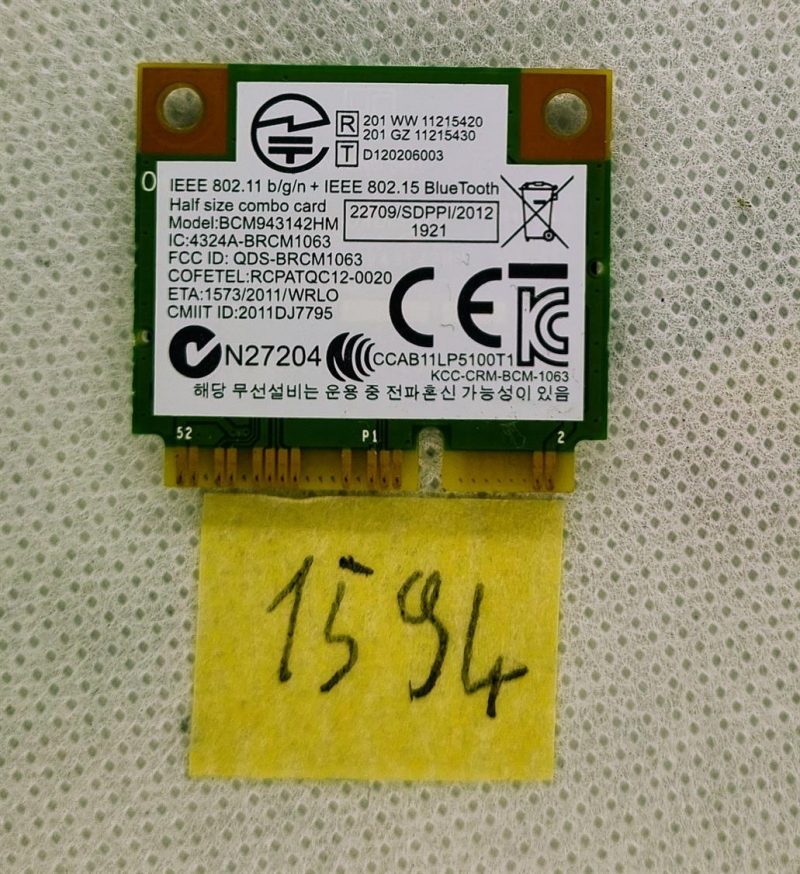 R 201 WW 11215420
201 GZ 11215430
T D120206003
0
IEEE 802.11 b/g/n + IEEE 802.15 BlueTooth
Half size combo card
Model:BCM943142HM
22709/SDPPI/2012
1921
IC:4324A-BRCM1063
FCC ID: QDS-BRCM1063
COFETEL:RCPATQC12-0020
ETA:1573/2011/WRLO
CMIIT ID:2011DJ7795
CE
KC
N27204
CCAB11LP5100T1
KCC-CRM-BCM-1063
해당 무선설비는 운용 중 전파혼신 가능성이 있음
52 P1 2
1594